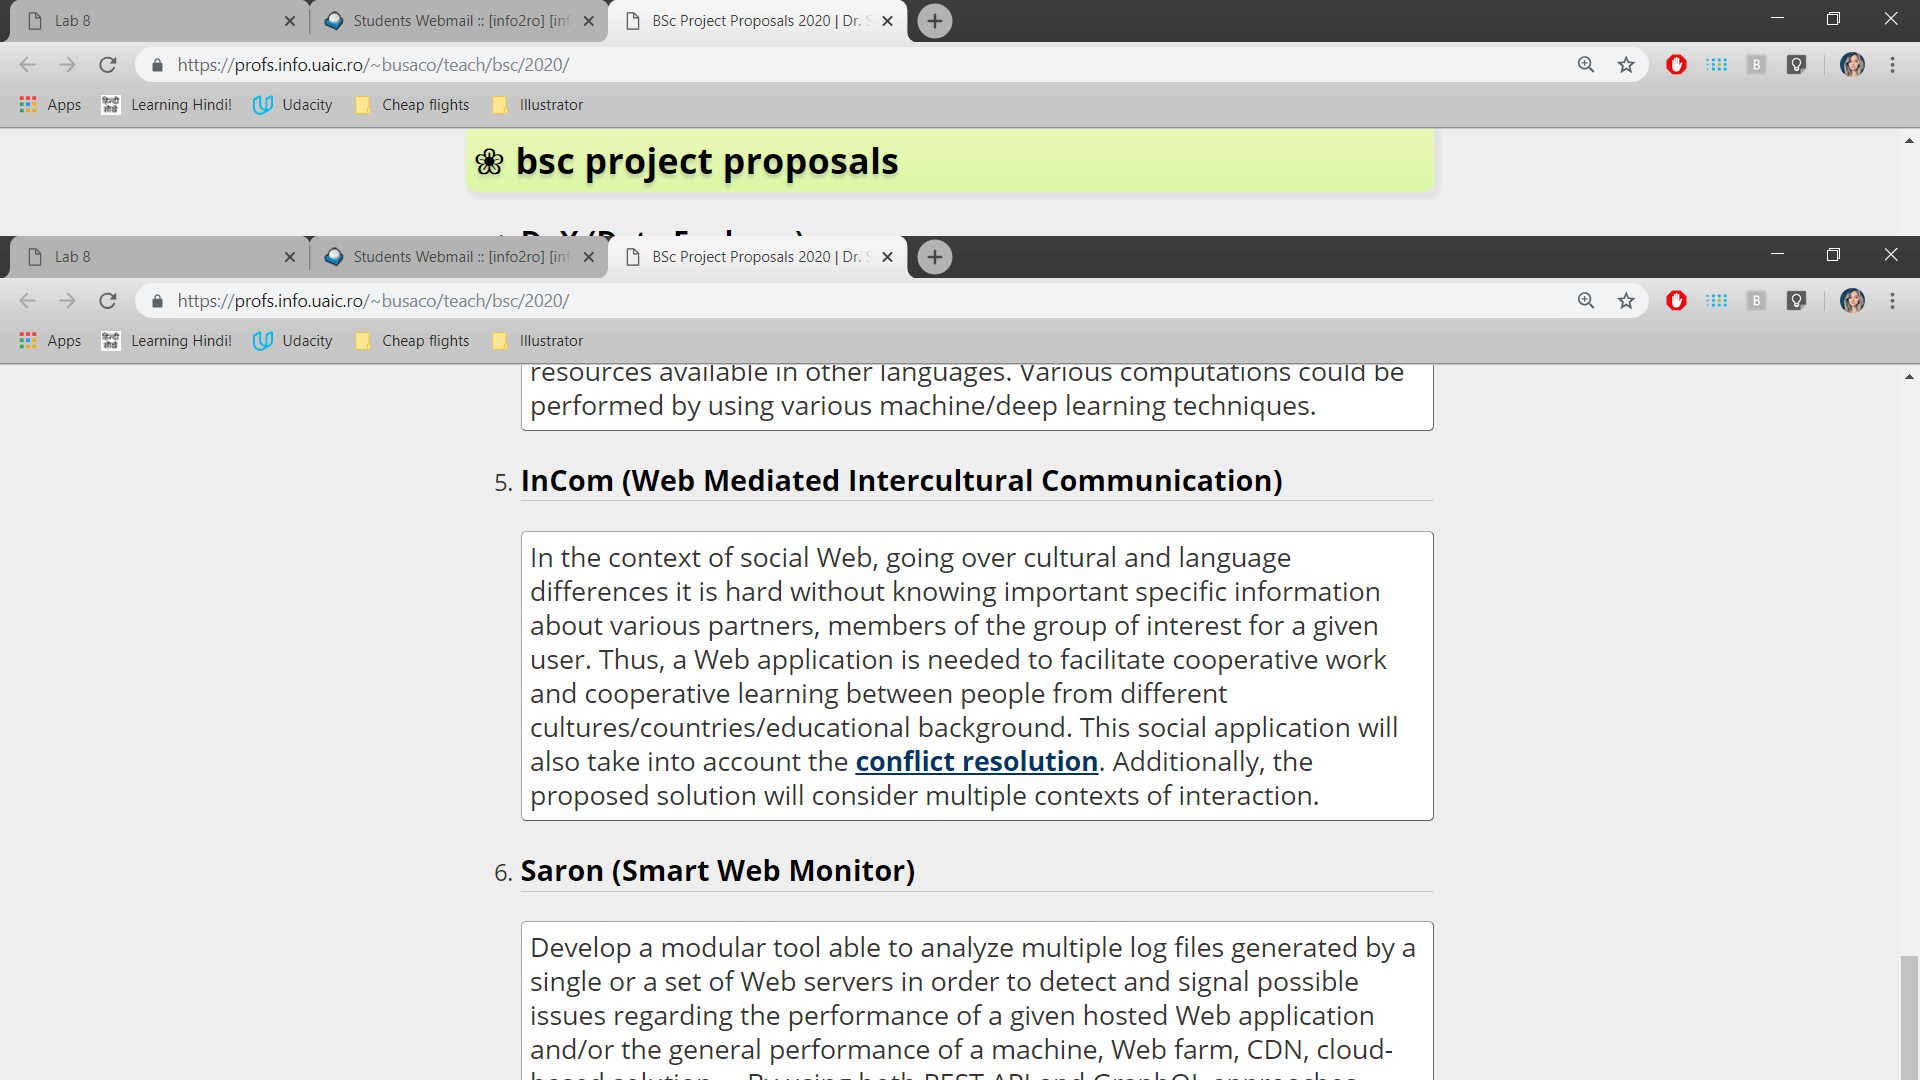 Lab 8
Students Webmail :: [info2ro] [inf
BSc Project Proposals 2020 | Dr. S
https://profs.info.uaic.ro/~busaco/teach/bsc/2020/
B
Apps
Learning Hindi!
Udacity
Cheap flights
Illustrator
❀ bsc project proposals
Lab 8
Students Webmail :: [info2ro] [inf
BSc Project Proposals 2020 | Dr. S
https://profs.info.uaic.ro/~busaco/teach/bsc/2020/
B
Apps
Learning Hindi!
Udacity
Cheap flights
Illustrator
resources available in other languages. Various computations could be
performed by using various machine/deep learning techniques.
5. InCom (Web Mediated Intercultural Communication)
In the context of social Web, going over cultural and language
differences it is hard without knowing important specific information
about various partners, members of the group of interest for a given
user. Thus, a Web application is needed to facilitate cooperative work
and cooperative learning between people from different
cultures/countries/educational background. This social application will
also take into account the conflict resolution. Additionally, the
proposed solution will consider multiple contexts of interaction.
6. Saron (Smart Web Monitor)
Develop a modular tool able to analyze multiple log files generated by a
single or a set of Web servers in order to detect and signal possible
issues regarding the performance of a given hosted Web application
and/or the general performance of a machine, Web farm, CDN, cloud-